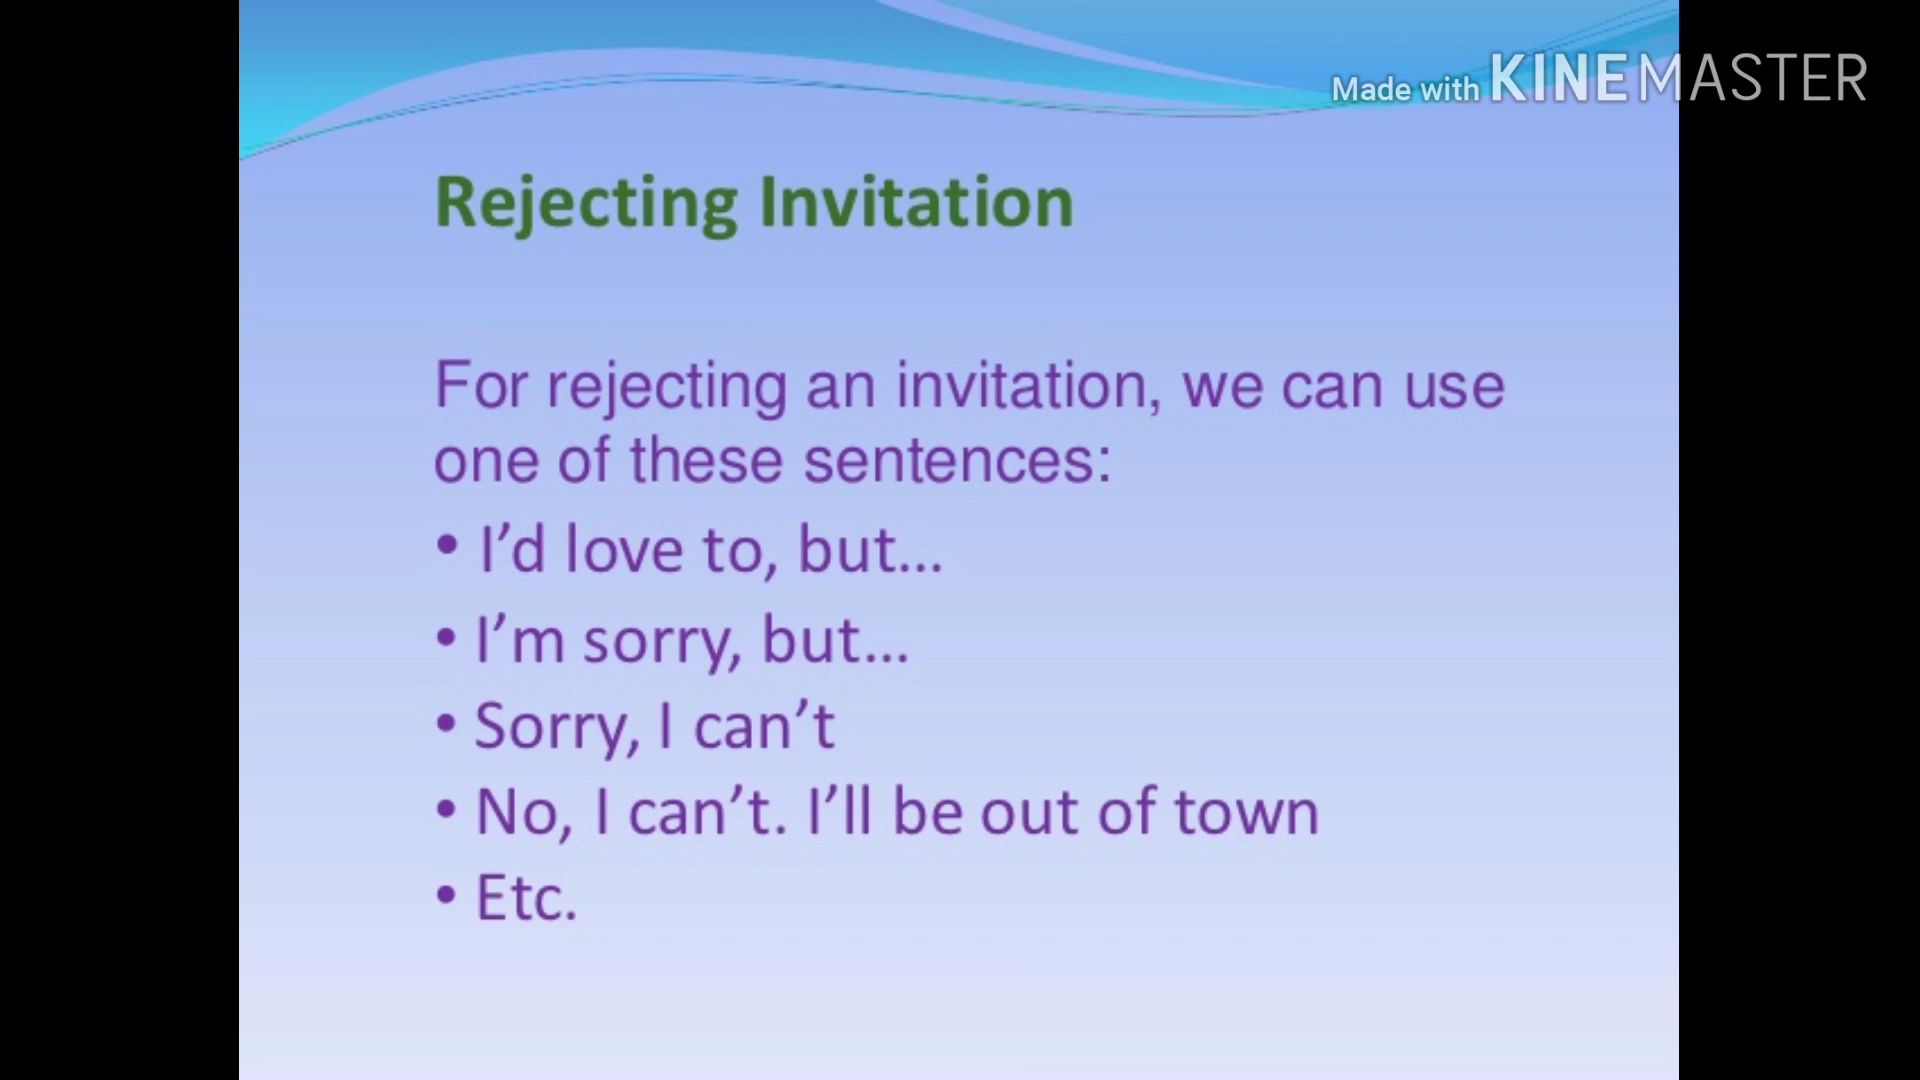 Made with KINEMASTER
Rejecting Invitation
For rejecting an invitation, we can use
one of these sentences:
• I’d love to, but...
• I’m sorry, but...
• Sorry, I can’t
• No, I can’t. I’ll be out of town
• Etc.